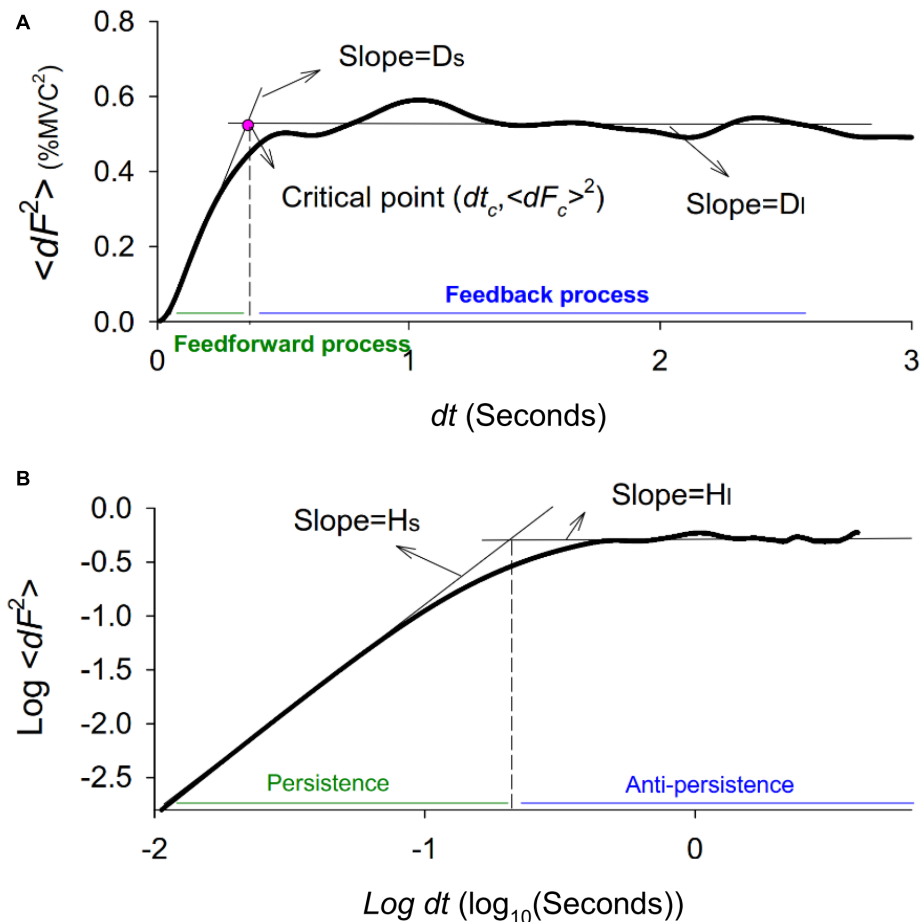 A
0.8
0.6
0.4
0.2
0.0
<dF²> (%MVC²)
Slope=Ds
Critical point (dt_c,<dF_c>²)
Slope=Dl
Feedback process
Feedforward process
0
1
2
3
dt (Seconds)
B
0.0
-0.5
-1.0
-1.5
-2.0
-2.5
Log <dF²>
Slope=Hs
Slope=Hl
Persistence
Anti-persistence
-2
-1
0
Log dt (log₁₀(Seconds))